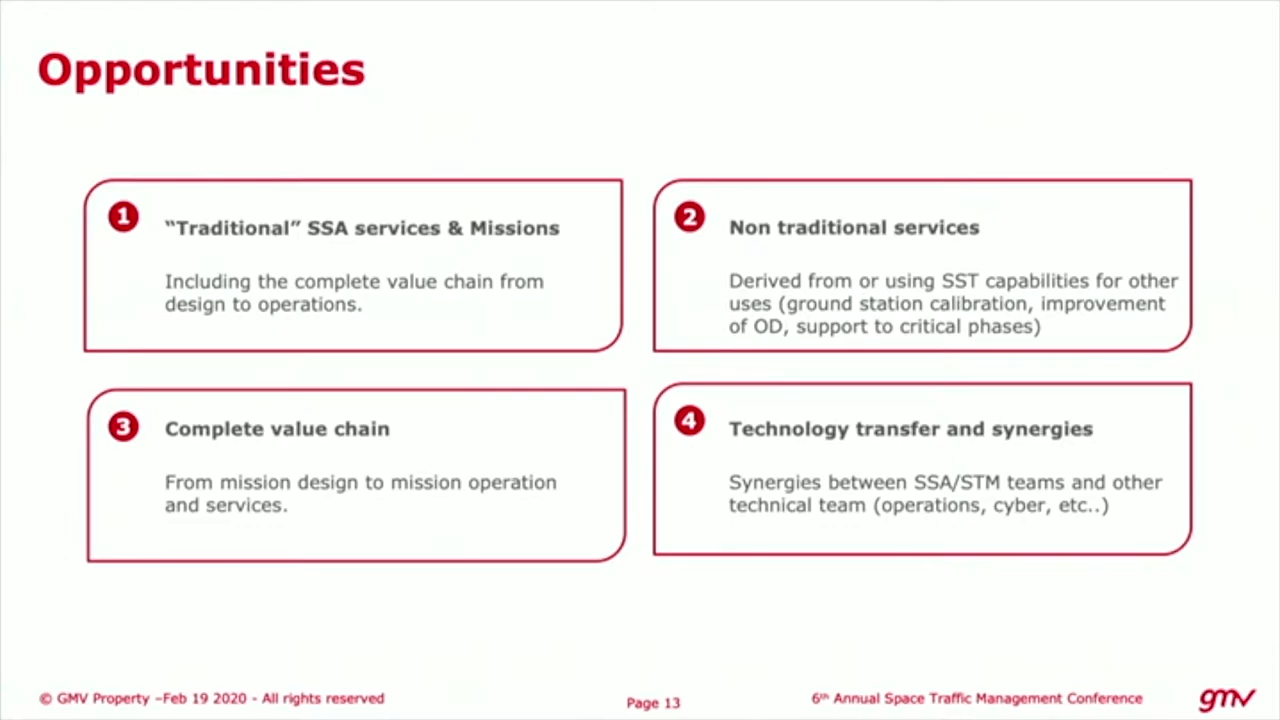 Opportunities
1
“Traditional” SSA services & Missions
Including the complete value chain from
design to operations.
2
Non traditional services
Derived from or using SST capabilities for other
uses (ground station calibration, improvement
of OD, support to critical phases)
3
Complete value chain
From mission design to mission operation
and services.
4
Technology transfer and synergies
Synergies between SSA/STM teams and other
technical team (operations, cyber, etc..)
© GMV Property –Feb 19 2020 - All rights reserved
Page 13
6th Annual Space Traffic Management Conference
gmv